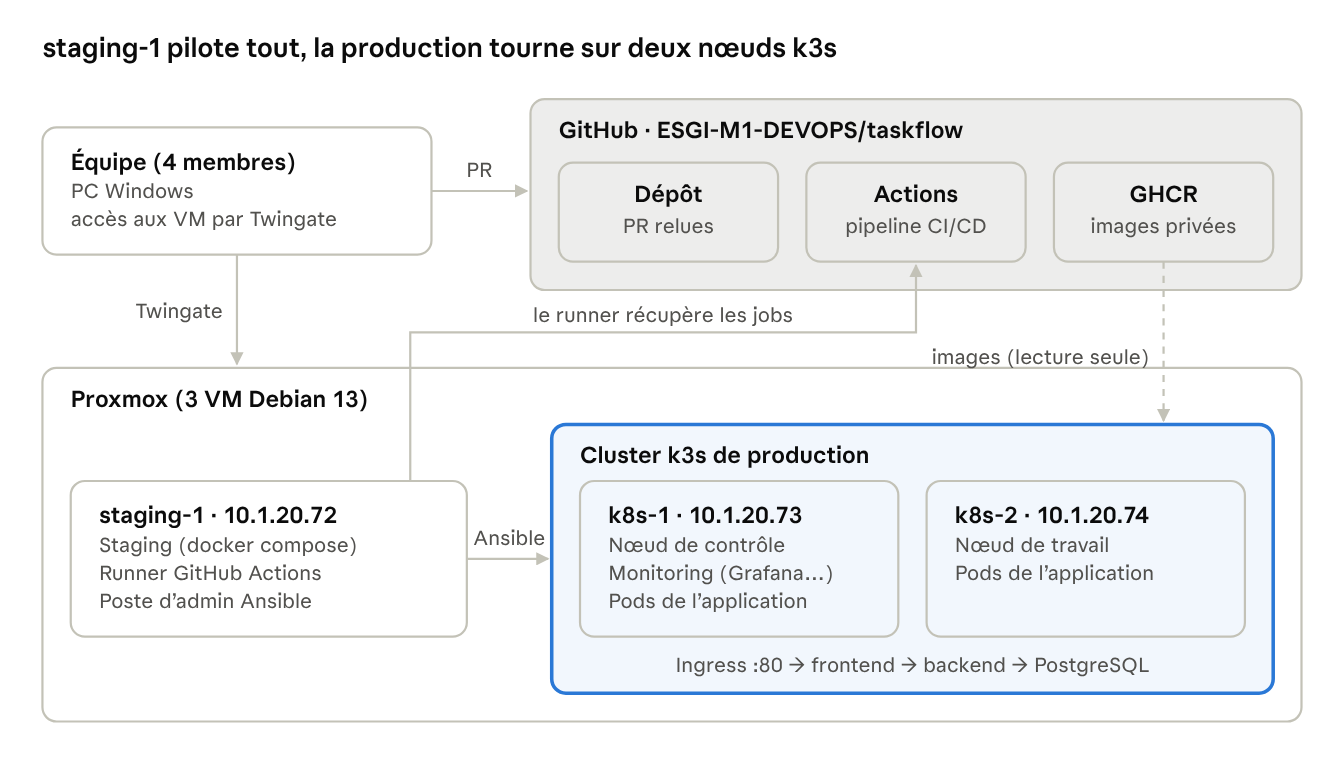 staging-1 pilote tout, la production tourne sur deux nœuds k3s
Équipe (4 membres)
PC Windows
accès aux VM par Twingate
PR
GitHub · ESGI-M1-DEVOPS/taskflow
Dépôt
PR relues
Actions
pipeline CI/CD
GHCR
images privées
Twingate
le runner récupère les jobs
images (lecture seule)
Proxmox (3 VM Debian 13)
staging-1 · 10.1.20.72
Staging (docker compose)
Runner GitHub Actions
Poste d’admin Ansible
Ansible
Cluster k3s de production
k8s-1 · 10.1.20.73
Nœud de contrôle
Monitoring (Grafana…)
Pods de l’application
k8s-2 · 10.1.20.74
Nœud de travail
Pods de l’application
Ingress :80 → frontend → backend → PostgreSQL